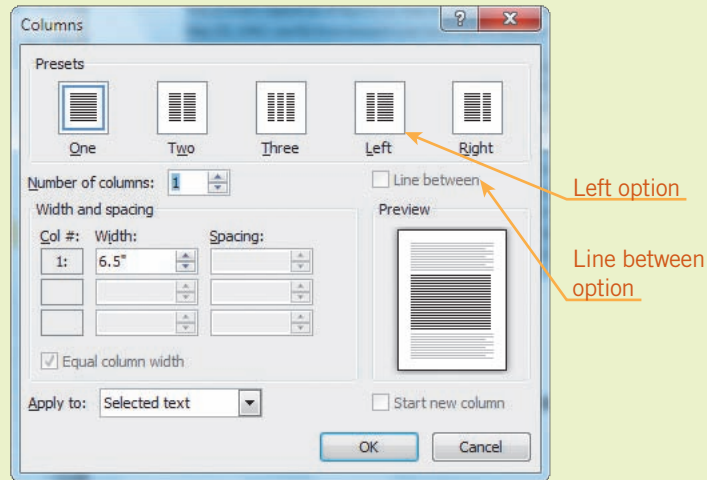 Columns
Presets
One Two Three Left Right
Number of columns: 1 Line between
Left option
Width and spacing Preview
Col #: Width: Spacing:
1: 6.5"
Line between
option
Equal column width
Apply to: Selected text Start new column
OK Cancel